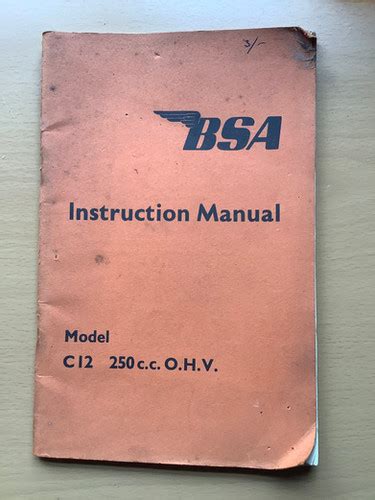 3/-
BSA
Instruction Manual
Model
C12 250 c.c. O.H.V.